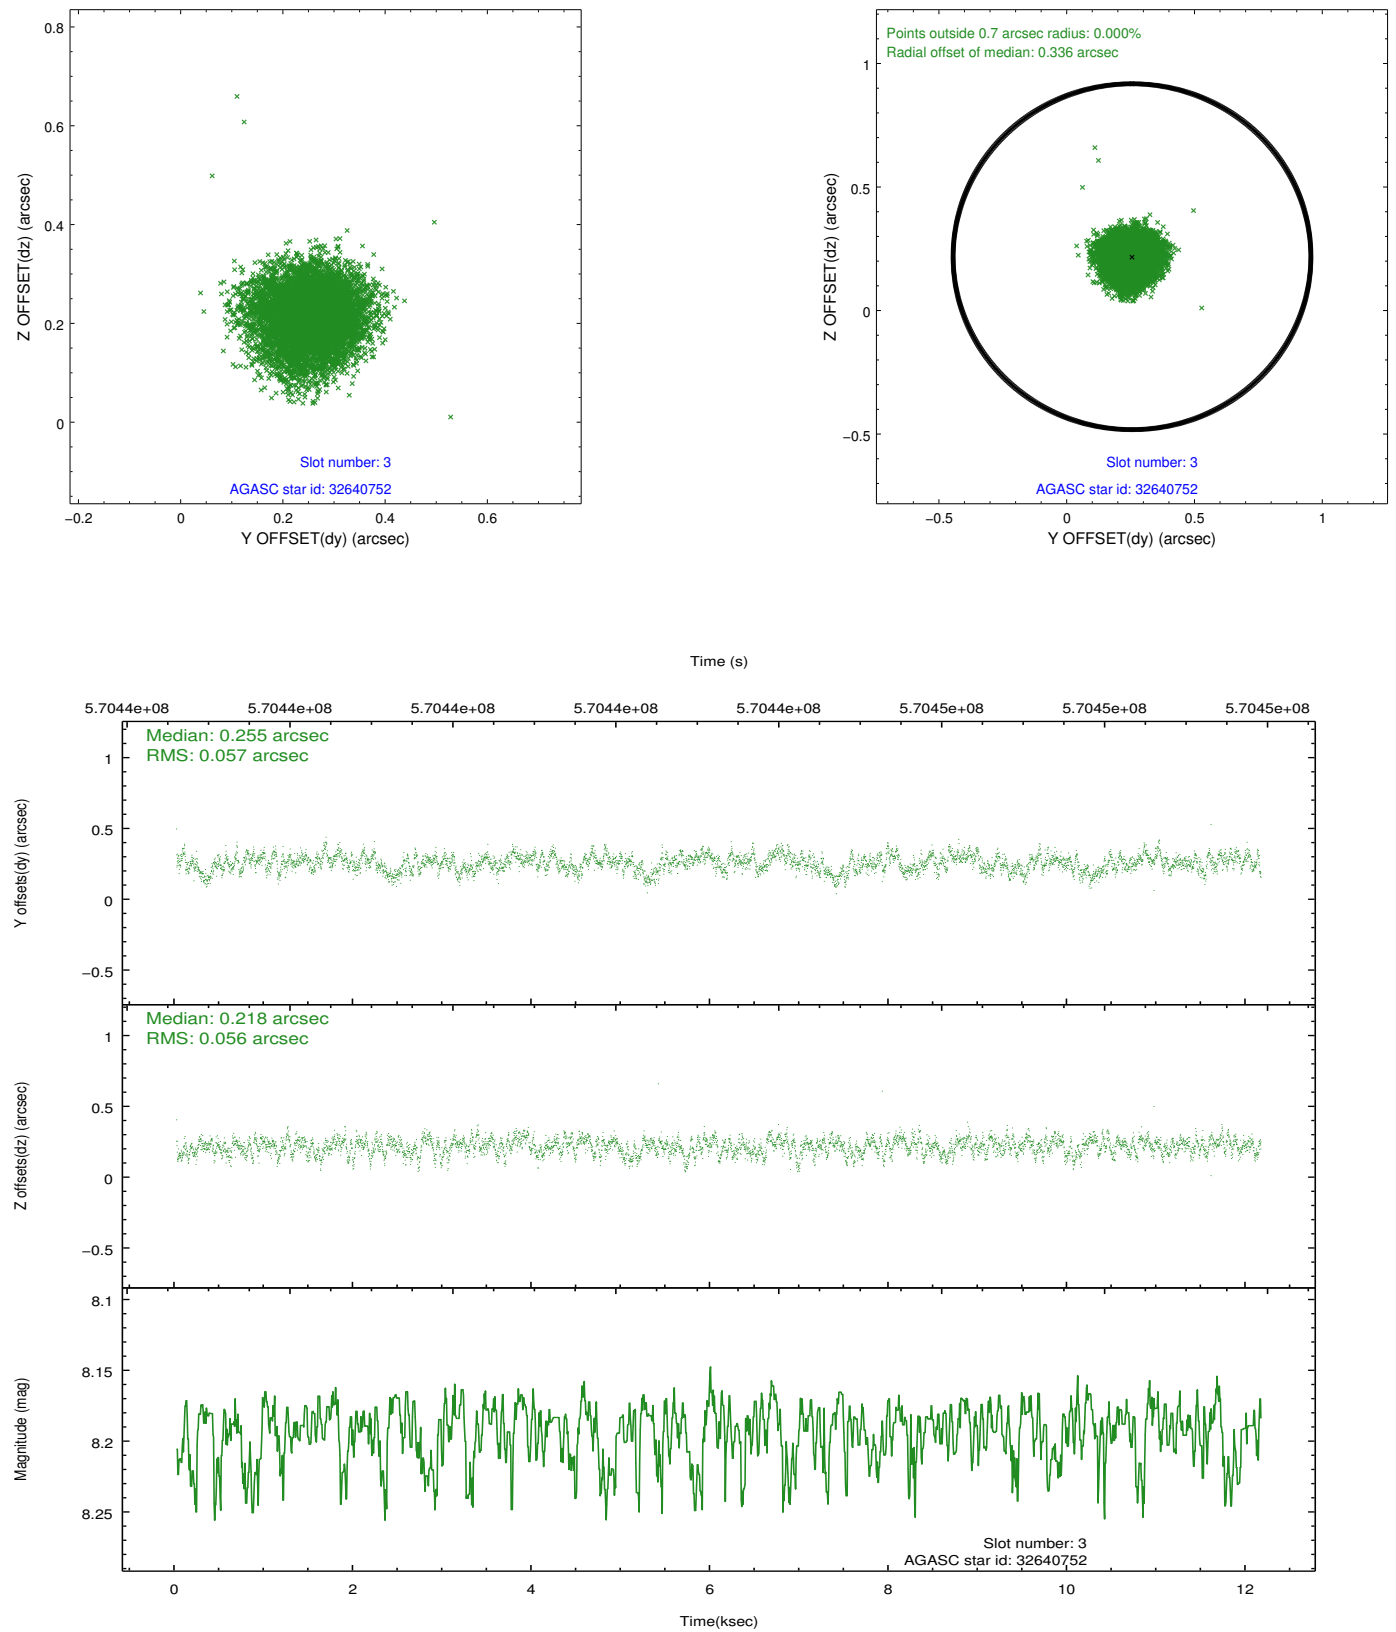 0.8
0.6
0.4
0.2
0
−0.2
0
0.2
0.4
0.6
Z OFFSET(dz) (arcsec)
Y OFFSET(dy) (arcsec)
Slot number: 3
AGASC star id: 32640752
Points outside 0.7 arcsec radius: 0.000%
Radial offset of median: 0.336 arcsec
1
0.5
0
−0.5
−0.5
0
0.5
1
Z OFFSET(dz) (arcsec)
Y OFFSET(dy) (arcsec)
Slot number: 3
AGASC star id: 32640752
Time (s)
5.7044e+08 5.7044e+08 5.7044e+08 5.7044e+08 5.7044e+08 5.7045e+08 5.7045e+08 5.7045e+08
Median: 0.255 arcsec
RMS: 0.057 arcsec
1
0.5
0
−0.5
Y offsets(dy) (arcsec)
Median: 0.218 arcsec
RMS: 0.056 arcsec
1
0.5
0
−0.5
Z offsets(dz) (arcsec)
8.1
8.15
8.2
8.25
Magnitude (mag)
Slot number: 3
AGASC star id: 32640752
0 2 4 6 8 10 12
Time(ksec)